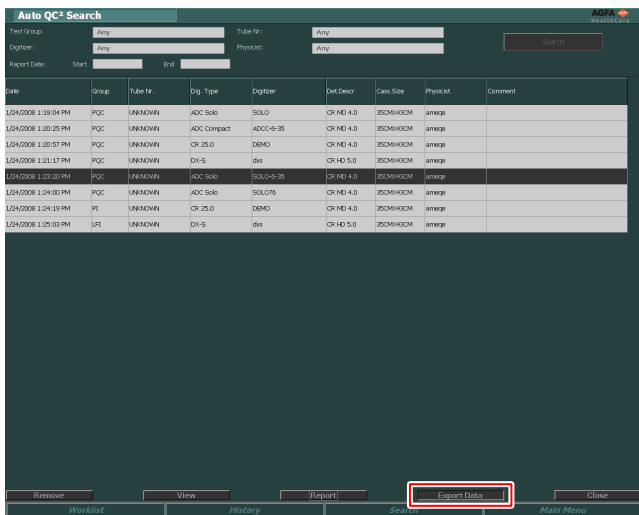 Auto QC² Search
AGFA
HealthCare
Test Group: Any Tube Nr: Any
Digitizer: Any Physicist: Any
Search
Report Date: Start End
Date Group Tube Nr. Dig. Type Digitizer Det.Descr Cass.Size Physicist Comment
1/24/2008 1:19:04 PM PQC UNKNOWN ADC Solo SOLO CR MD 4.0 35CMX43CM ameqe
1/24/2008 1:20:25 PM PQC UNKNOWN ADC Compact ADCC-6-35 CR MD 4.0 35CMX43CM ameqe
1/24/2008 1:20:57 PM PQC UNKNOWN CR 25.0 DEMO CR MD 4.0 35CMX43CM ameqe
1/24/2008 1:21:17 PM PQC UNKNOWN DX-S dxs CR HD 5.0 35CMX43CM ameqe
1/24/2008 1:23:20 PM PQC UNKNOWN ADC Solo SOLO-6-35 CR MD 4.0 35CMX43CM ameqe
1/24/2008 1:24:00 PM PQC UNKNOWN ADC Solo SOLO76 CR MD 4.0 35CMX43CM ameqe
1/24/2008 1:24:19 PM PI UNKNOWN CR 25.0 DEMO CR MD 4.0 35CMX43CM ameqe
1/24/2008 1:25:03 PM LFI UNKNOWN DX-S dxs CR HD 5.0 35CMX43CM ameqe
Remove View Report Export Data Close
Worklist History Search Main Menu